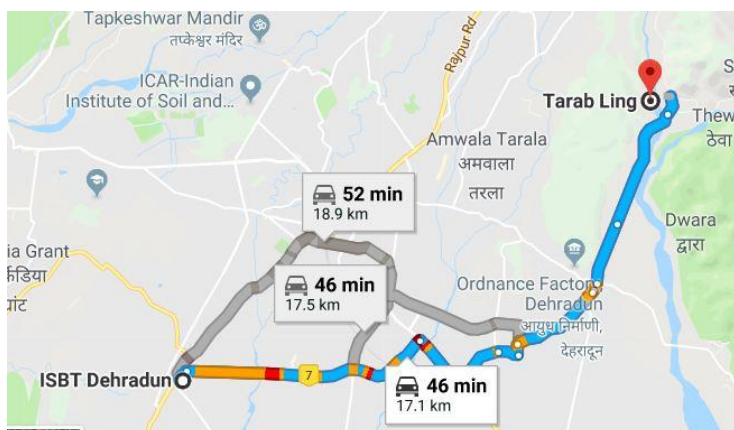 Tapkeshwar Mandir
तप्केश्वर मंदिर
ICAR-Indian
Institute of Soil and...
Rajpur Rd
Tarab Ling
Thew
ठेवा
Amwala Tarala
अमवाला
तरला
52 min
18.9 km
Dwara
द्वारा
ia Grant
46 min
17.5 km
Ordnance Factory
Dehradun
आयुध निर्माणी,
देहरादून
ISBT Dehradun
7
46 min
17.1 km